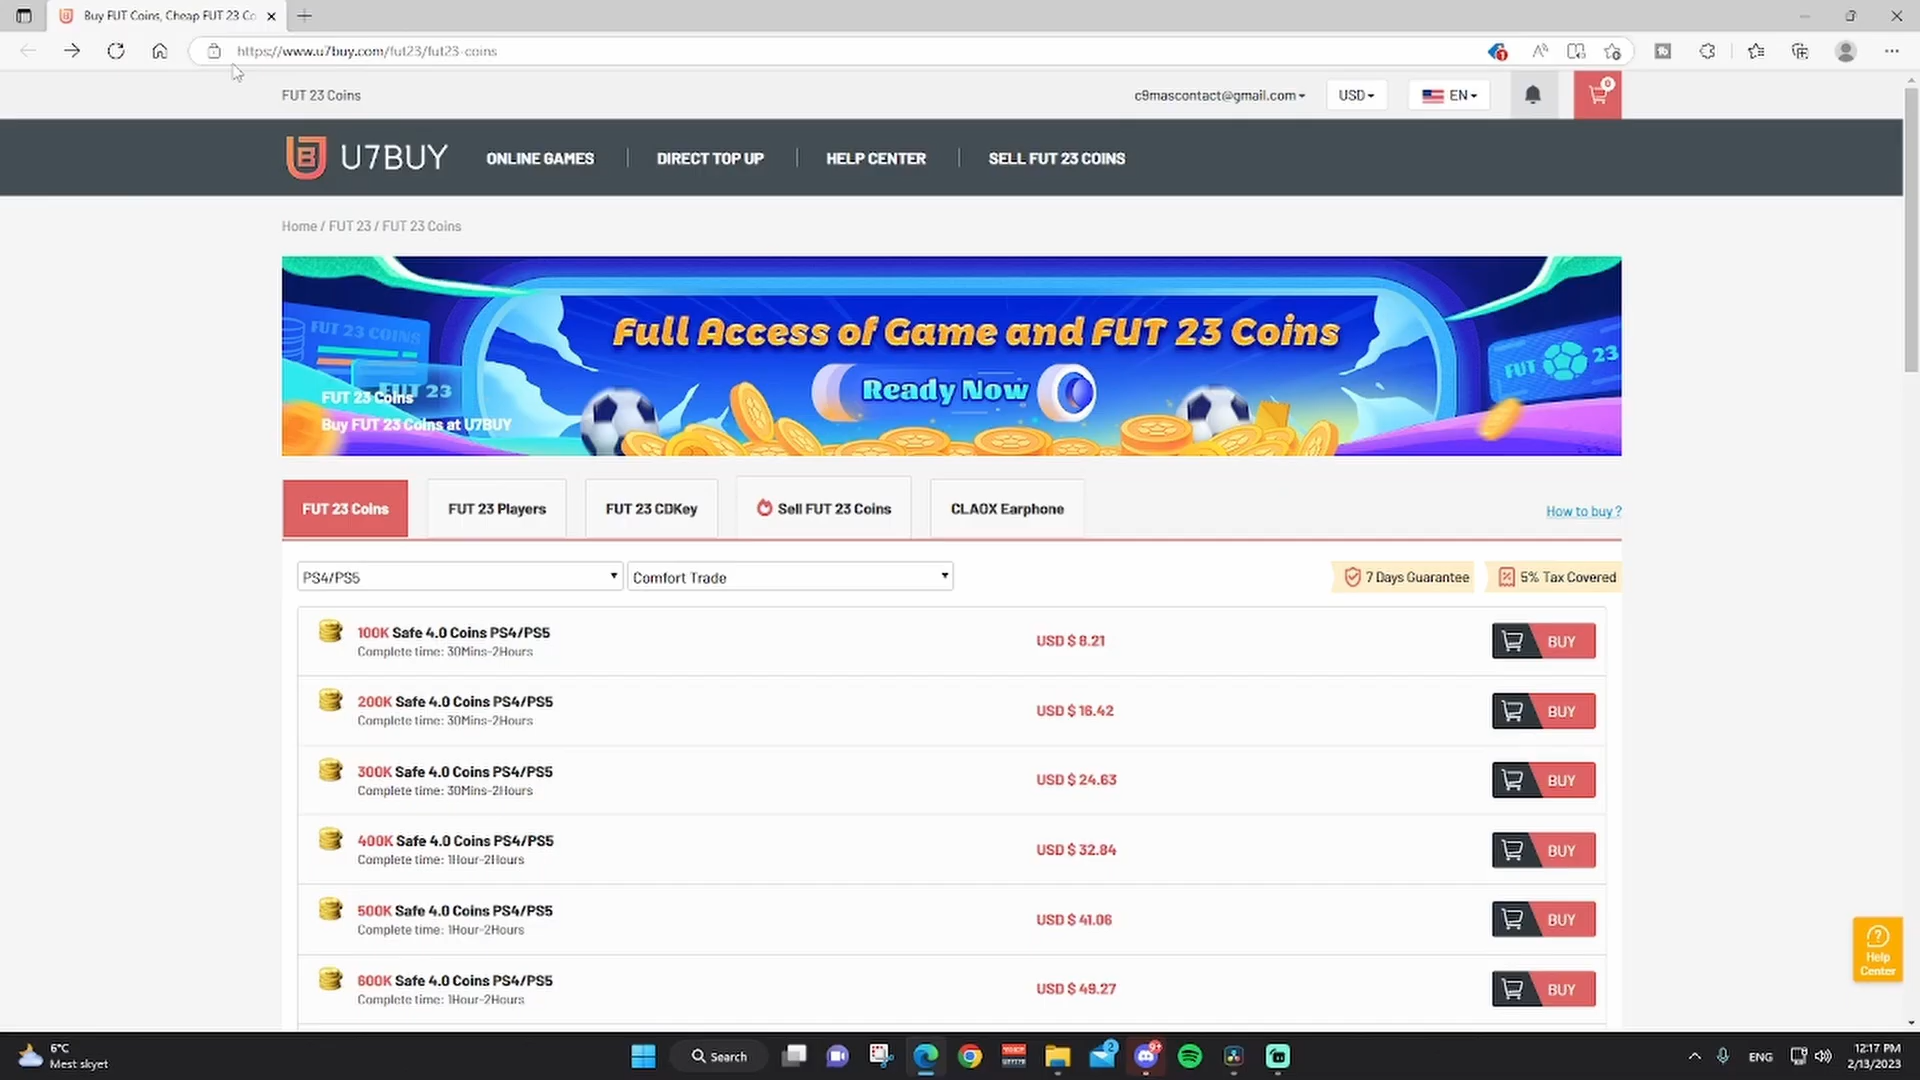 Buy FUT Coins, Cheap FUT 23 Co
https://www.u7buy.com/fut23/fut23-coins
1
FUT 23 Coins
c9mascontact@gmail.com
USD
EN
0
U7BUY
ONLINE GAMES
DIRECT TOP UP
HELP CENTER
SELL FUT 23 COINS
Home / FUT 23 / FUT 23 Coins
FUT 23 COINS
Full Access of Game and FUT 23 Coins
Ready Now
FUT 23
FUT 23
FUT 23 Coins
Buy FUT 23 Coins at U7BUY
FUT 23 Coins
FUT 23 Players
FUT 23 CDKey
Sell FUT 23 Coins
CLAOX Earphone
How to buy ?
PS4/PS5
Comfort Trade
7 Days Guarantee
5% Tax Covered
100K Safe 4.0 Coins PS4/PS5
Complete time: 30Mins-2Hours
USD $ 8.21
BUY
200K Safe 4.0 Coins PS4/PS5
Complete time: 30Mins-2Hours
USD $ 16.42
BUY
300K Safe 4.0 Coins PS4/PS5
Complete time: 30Mins-2Hours
USD $ 24.63
BUY
400K Safe 4.0 Coins PS4/PS5
Complete time: 1Hour-2Hours
USD $ 32.84
BUY
500K Safe 4.0 Coins PS4/PS5
Complete time: 1Hour-2Hours
USD $ 41.06
BUY
600K Safe 4.0 Coins PS4/PS5
Complete time: 1Hour-2Hours
USD $ 49.27
BUY
Help
Center
6°C
Mest skyet
Search
2
9+
ENG
12:17 PM
2/13/2023